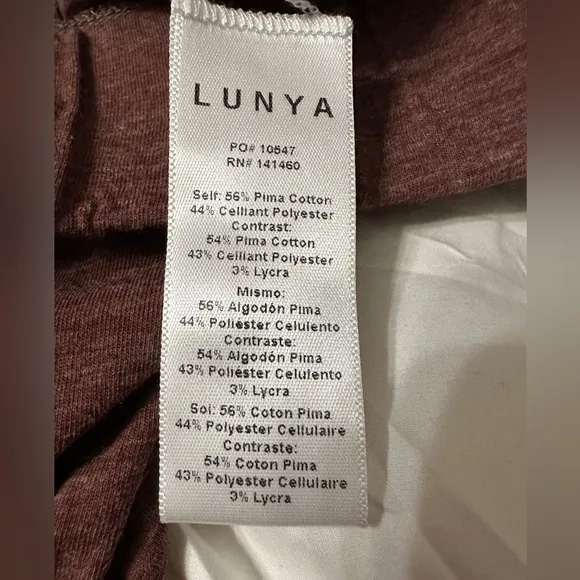 LUNYA
PO# 10547
RN# 141460
Self: 56% Pima Cotton
44% Celliant Polyester
Contrast:
54% Pima Cotton
43% Celliant Polyester
3% Lycra
Mismo:
56% Algodón Pima
44% Poliéster Celulento
Contraste:
54% Algodón Pima
43% Poliéster Celulento
3% Lycra
Soi: 56% Coton Pima
44% Polyester Cellulaire
Contraste:
54% Coton Pima
43% Polyester Cellulaire
3% Lycra